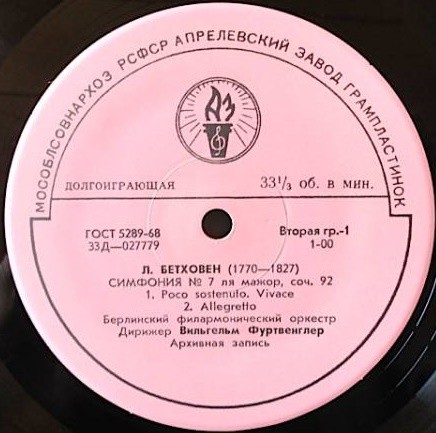 МОСОБЛСОВНАРХОЗ РСФСР АПРЕЛЕВСКИЙ ЗАВОД ГРАМПЛАСТИНОК
АЗ
ДОЛГОИГРАЮЩАЯ 33⅓ об. в мин.
ГОСТ 5289-68 Вторая гр.-1
33Д—027779 1-00
Л. БЕТХОВЕН (1770—1827)
СИМФОНИЯ № 7 ля мажор, соч. 92
1. Poco sostenuto. Vivace
2. Allegretto
Берлинский филармонический оркестр
Дирижер Вильгельм Фуртвенглер
Архивная запись